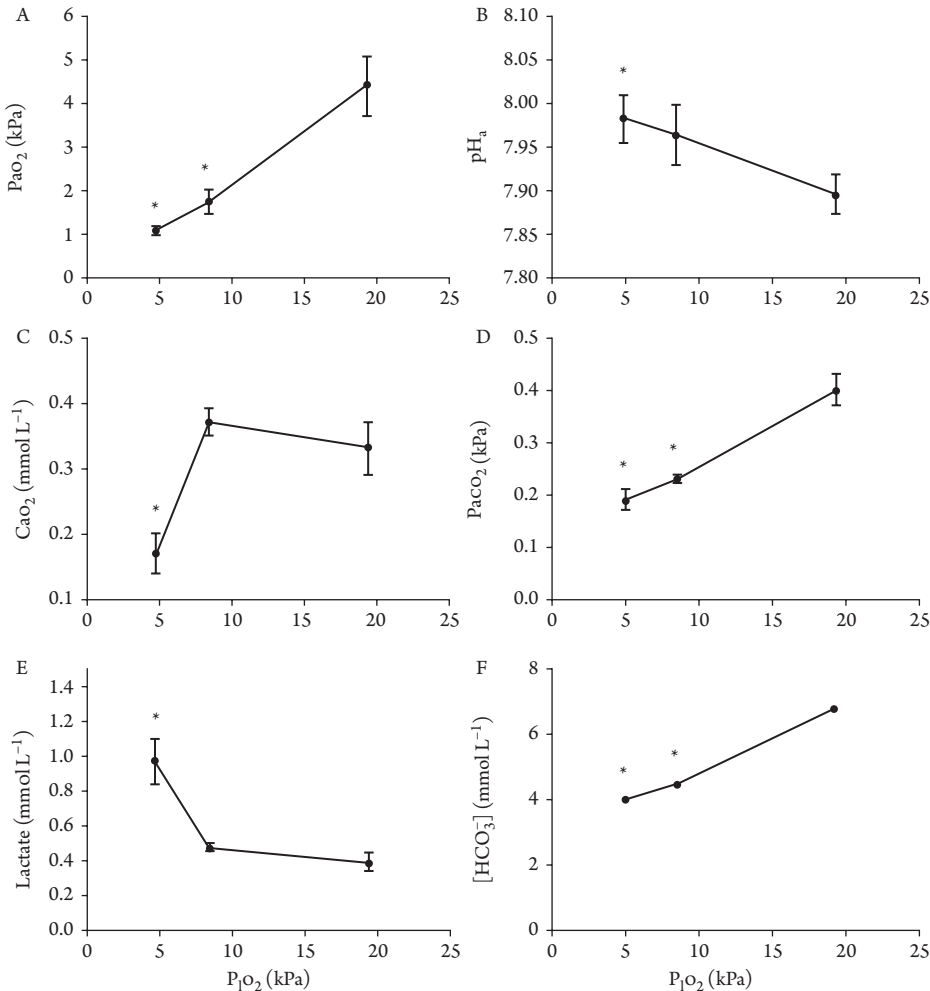 A
PaO₂ (kPa)
6
5
4
3
2
1
0
*
*
0 5 10 15 20 25
B
pHₐ
8.10
8.05
8.00
7.95
7.90
7.85
7.80
*
0 5 10 15 20 25
C
CaO₂ (mmol L⁻¹)
0.5
0.4
0.3
0.2
0.1
*
0 5 10 15 20 25
D
PaCO₂ (kPa)
0.5
0.4
0.3
0.2
0.1
0.0
*
*
0 5 10 15 20 25
E
Lactate (mmol L⁻¹)
1.4
1.2
1.0
0.8
0.6
0.4
0.2
0.0
*
0 5 10 15 20 25
PₗO₂ (kPa)
F
[HCO₃⁻] (mmol L⁻¹)
8
6
4
2
0
*
*
0 5 10 15 20 25
PₗO₂ (kPa)